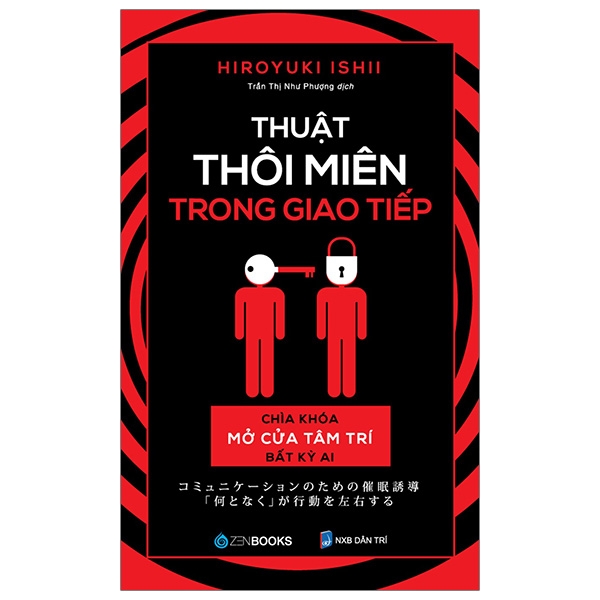 HIROYUKI ISHII
Trần Thị Như Phượng dịch
THUẬT
THÔI MIÊN
TRONG GIAO TIẾP
CHÌA KHÓA
MỞ CỬA TÂM TRÍ
BẤT KỲ AI
コミュニケーションのための催眠誘導
「何となく」が行動を左右する
ZENBOOKS
NXB DÂN TRÍ